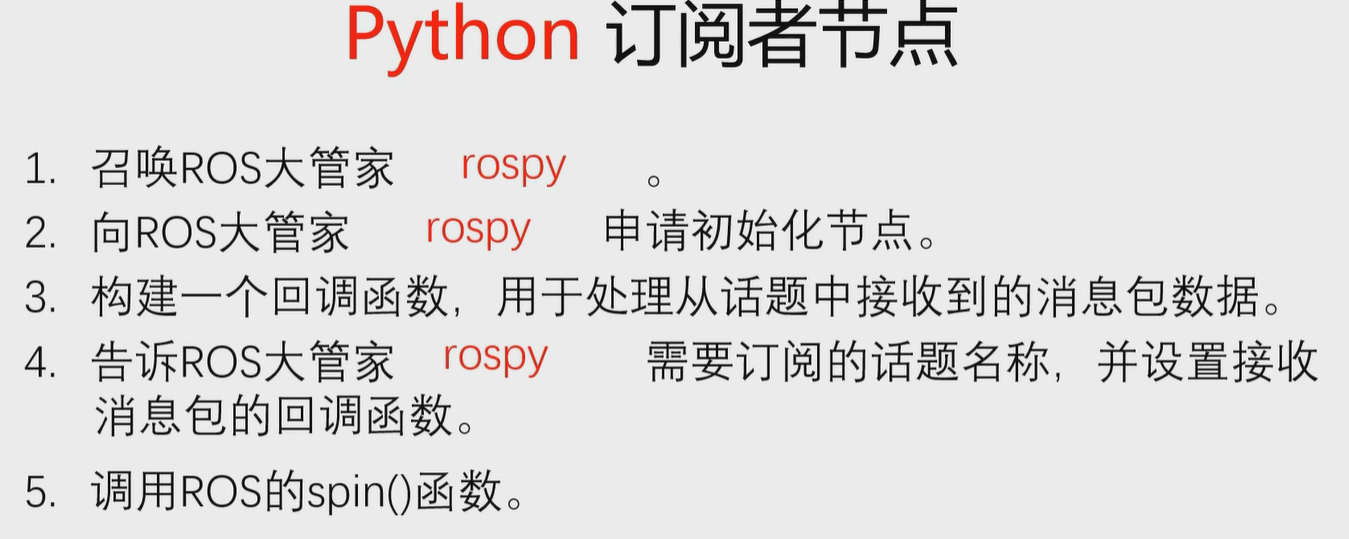 Python 订阅者节点
1. 召唤ROS大管家 rospy 。
2. 向ROS大管家 rospy 申请初始化节点。
3. 构建一个回调函数，用于处理从话题中接收到的消息包数据。
4. 告诉ROS大管家 rospy 需要订阅的话题名称，并设置接收
消息包的回调函数。
5. 调用ROS的spin()函数。